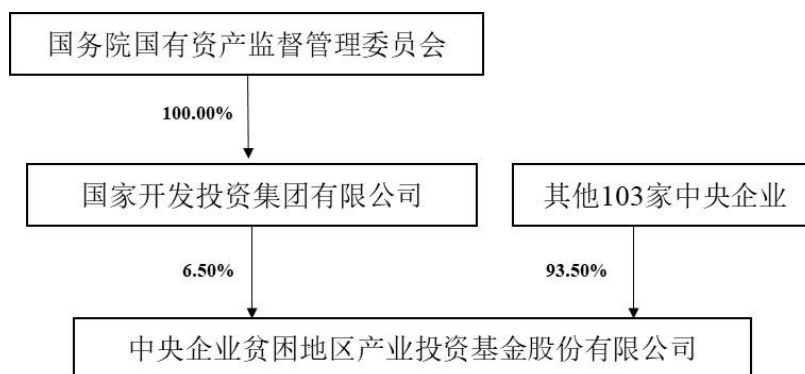 国务院国有资产监督管理委员会
100.00%
国家开发投资集团有限公司
其他103家中央企业
6.50%
93.50%
中央企业贫困地区产业投资基金股份有限公司